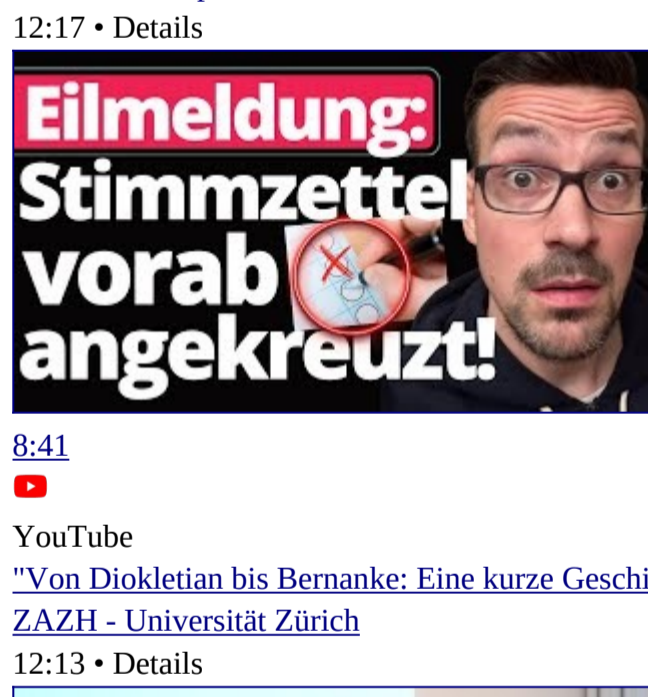 12:17 • Details
Eilmeldung:
Stimmzettel
vorab
angekreuzt!
8:41
YouTube
"Von Diokletian bis Bernanke: Eine kurze Geschi
ZAZH - Universität Zürich
12:13 • Details